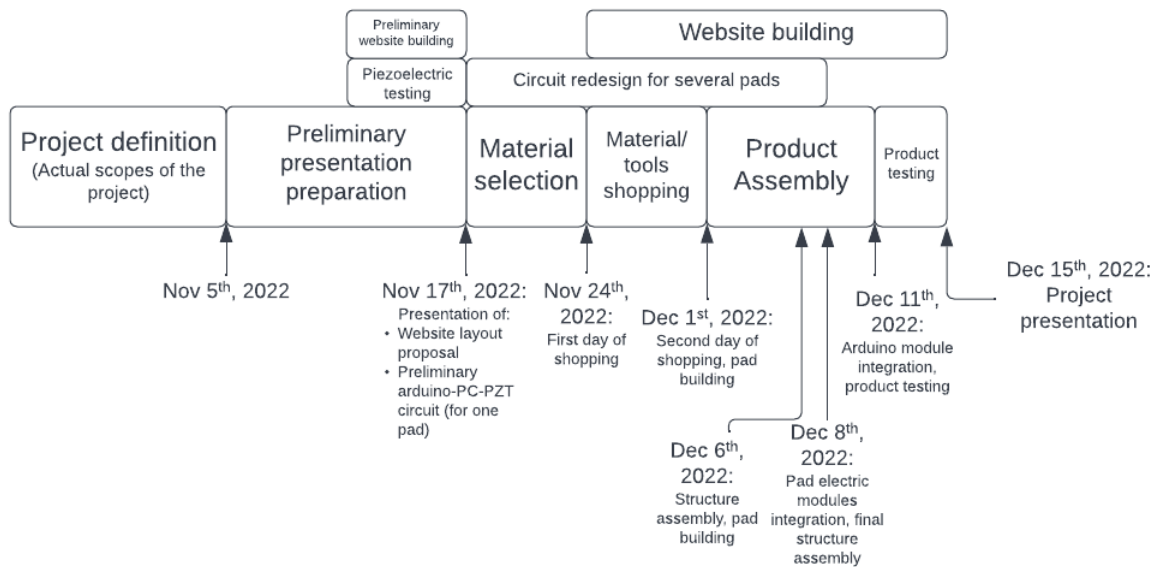 Preliminary
website building
Website building
Piezoelectric
testing
Circuit redesign for several pads
Project definition
(Actual scopes of the
project)
Preliminary
presentation
preparation
Material
selection
Material/
tools
shopping
Product
Assembly
Product
testing
Nov 5th, 2022
Nov 17th, 2022:
Presentation of:
• Website layout
proposal
• Preliminary
arduino-PC-PZT
circuit (for one
pad)
Nov 24th,
2022:
First day of
shopping
Dec 1st, 2022:
Second day of
shopping, pad
building
Dec 6th,
2022:
Structure
assembly, pad
building
Dec 8th,
2022:
Pad electric
modules
integration, final
structure
assembly
Dec 11th,
2022:
Arduino module
integration,
product testing
Dec 15th, 2022:
Project
presentation